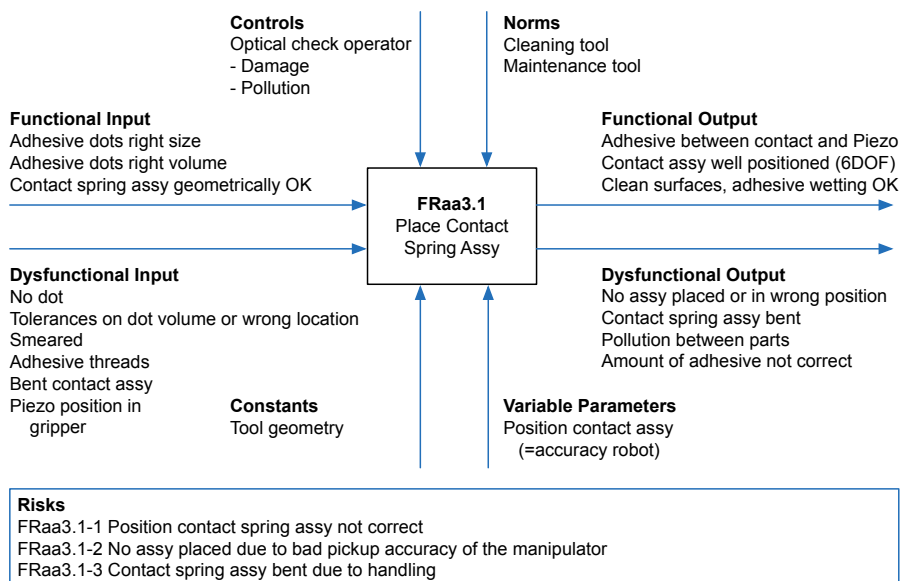 Controls
Optical check operator
- Damage
- Pollution
Norms
Cleaning tool
Maintenance tool
Functional Input
Adhesive dots right size
Adhesive dots right volume
Contact spring assy geometrically OK
Functional Output
Adhesive between contact and Piezo
Contact assy well positioned (6DOF)
Clean surfaces, adhesive wetting OK
FRaa3.1
Place Contact
Spring Assy
Dysfunctional Input
No dot
Tolerances on dot volume or wrong location
Smeared
Adhesive threads
Bent contact assy
Piezo position in
gripper
Dysfunctional Output
No assy placed or in wrong position
Contact spring assy bent
Pollution between parts
Amount of adhesive not correct
Constants
Tool geometry
Variable Parameters
Position contact assy
(=accuracy robot)
Risks
FRaa3.1-1 Position contact spring assy not correct
FRaa3.1-2 No assy placed due to bad pickup accuracy of the manipulator
FRaa3.1-3 Contact spring assy bent due to handling